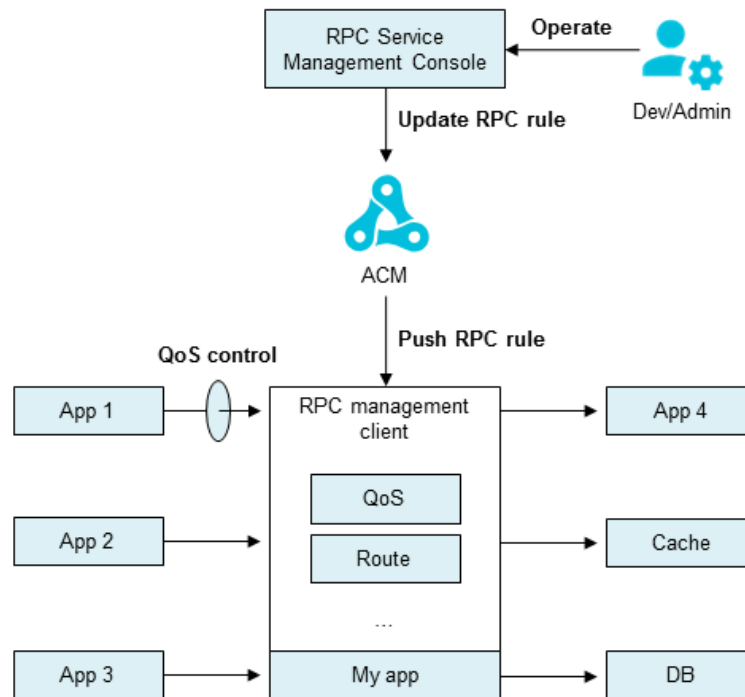 RPC Service
Management Console
Operate
Dev/Admin
Update RPC rule
ACM
Push RPC rule
QoS control
App 1
RPC management
client
App 4
QoS
App 2
Route
Cache
...
App 3
My app
DB